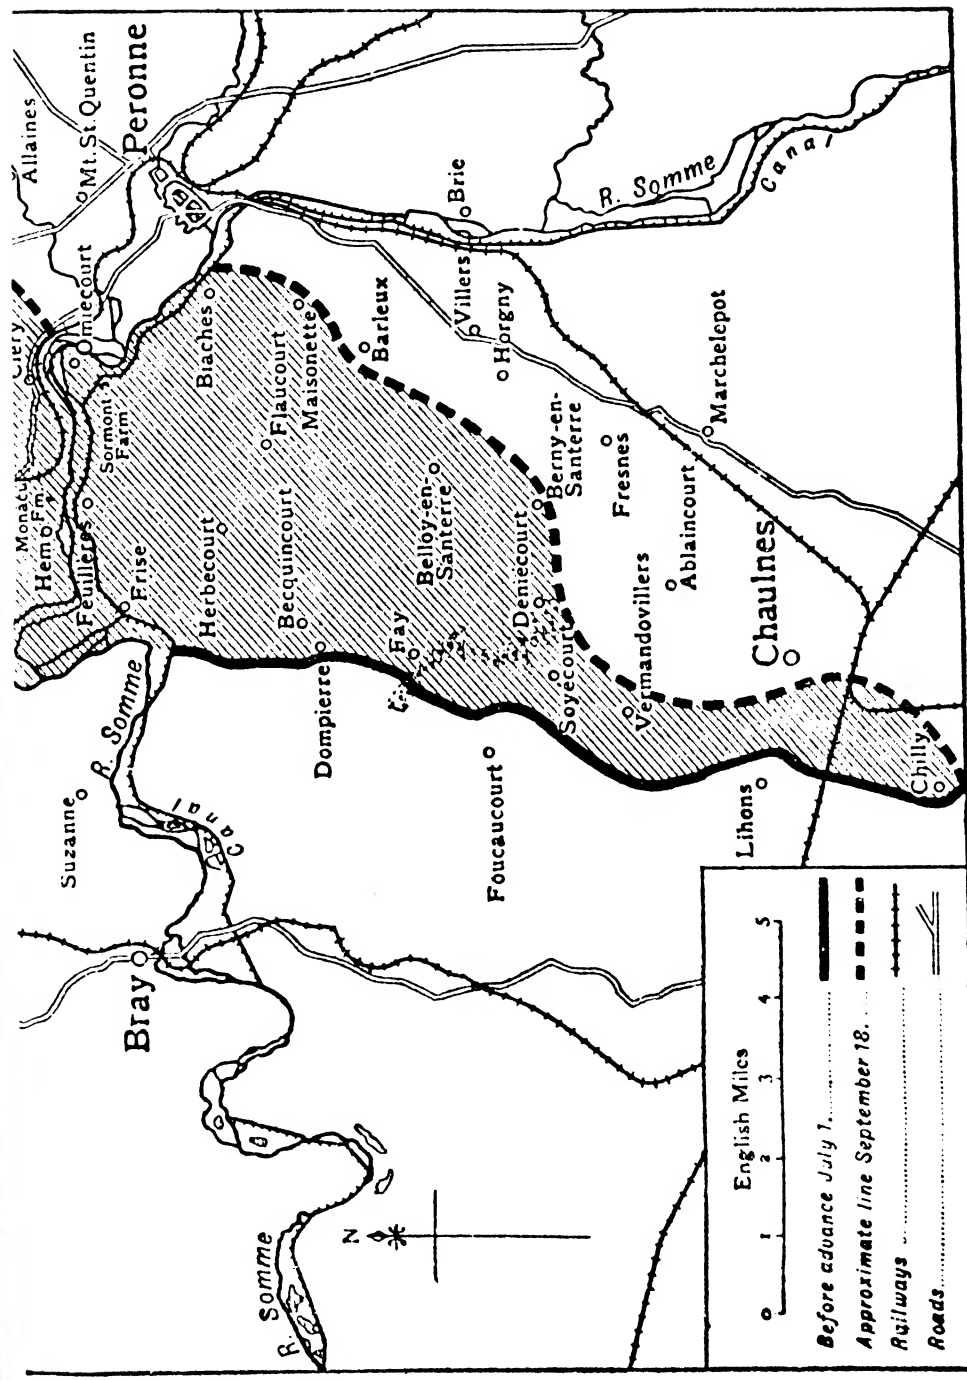 Allaines
Mt. St. Quentin
Peronne
Clery
Omiecourt
Monacu
Hem
Fm.
Feuillères
Sormont
Farm
Frise
Biaches
Flaucourt
Maisonette
Barleux
Villers
Brie
Horgny
R. Somme
Canal
Herbecourt
Becquincourt
Belloy-en-
Santerre
Berny-en-
Santerre
Fresnes
Marchelepot
Fay
Deniecourt
Dompierre
Soyecourt
Vermandovillers
Ablaincourt
Chaulnes
R. Somme
Suzanne
Canal
Foucaucourt
Lihons
Chilly
Bray
R. Somme
N
English Miles
0 1 2 3 4 5
Before advance July 1
Approximate line September 18
Railways
Roads